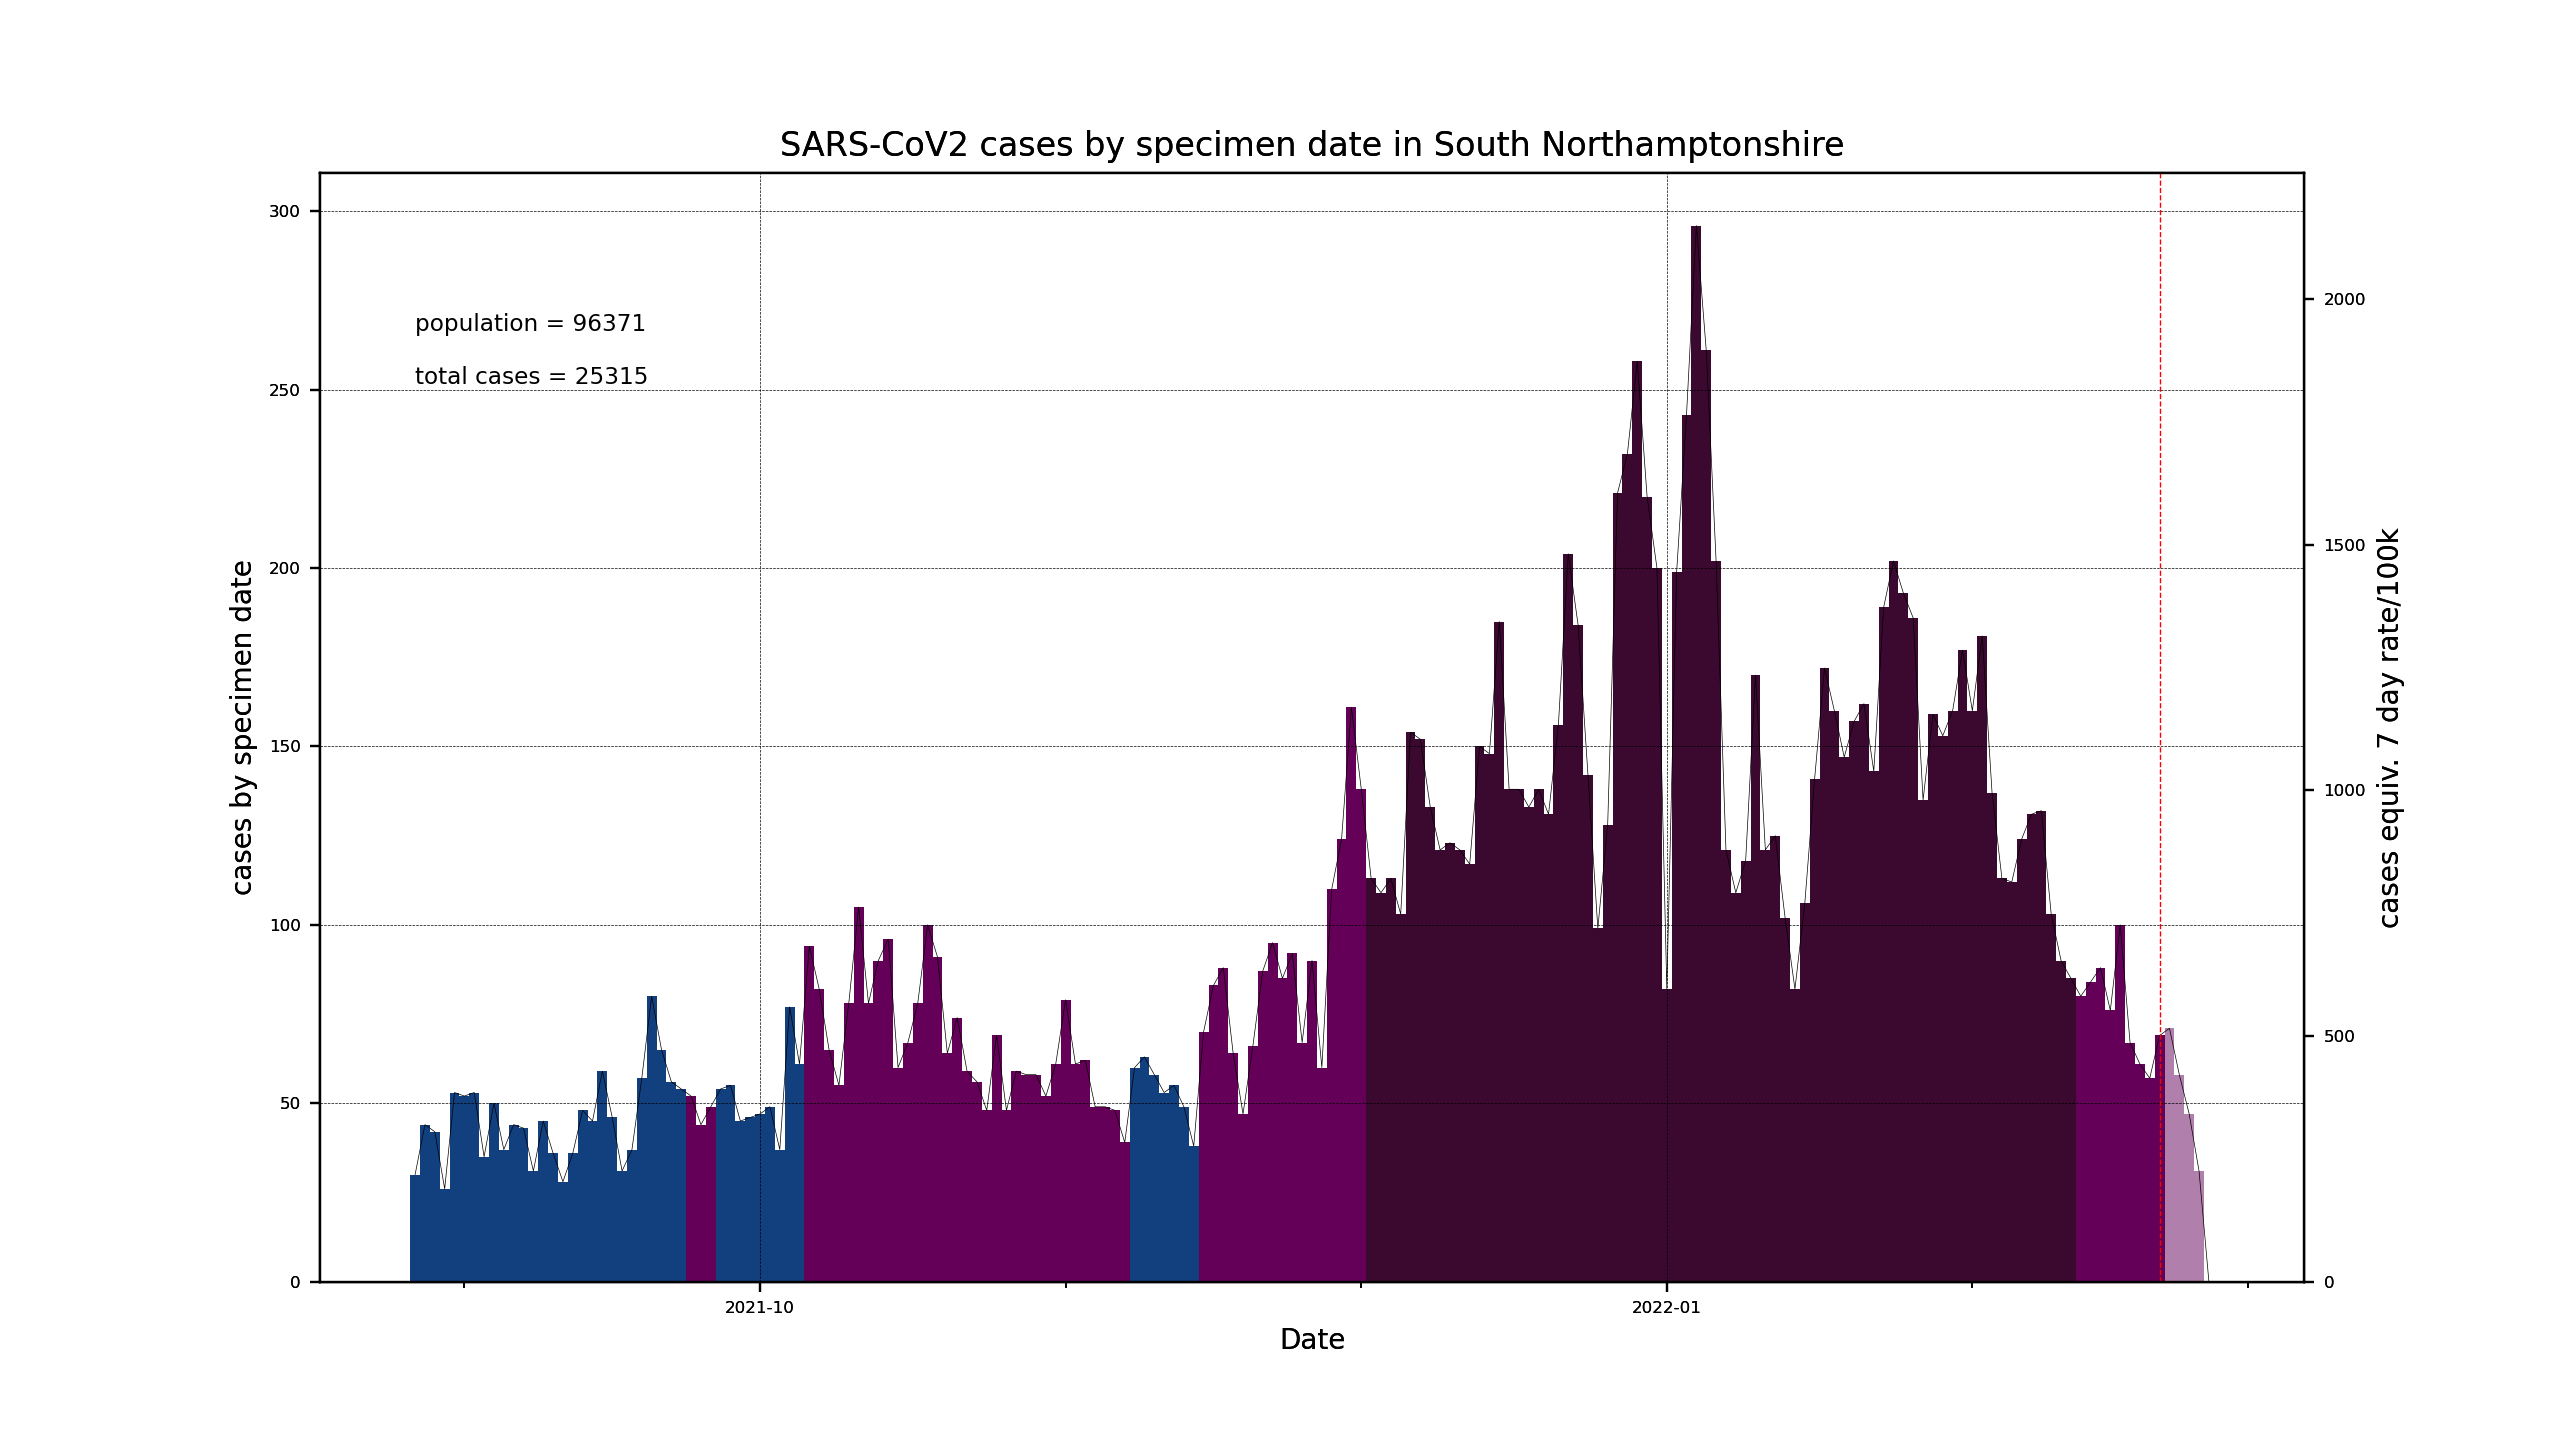 SARS-CoV2 cases by specimen date in South Northamptonshire
300
250
200
150
100
50
0
cases by specimen date
population = 96371
total cases = 25315
2000
1500
1000
500
0
cases equiv. 7 day rate/100k
2021-10
2022-01
Date